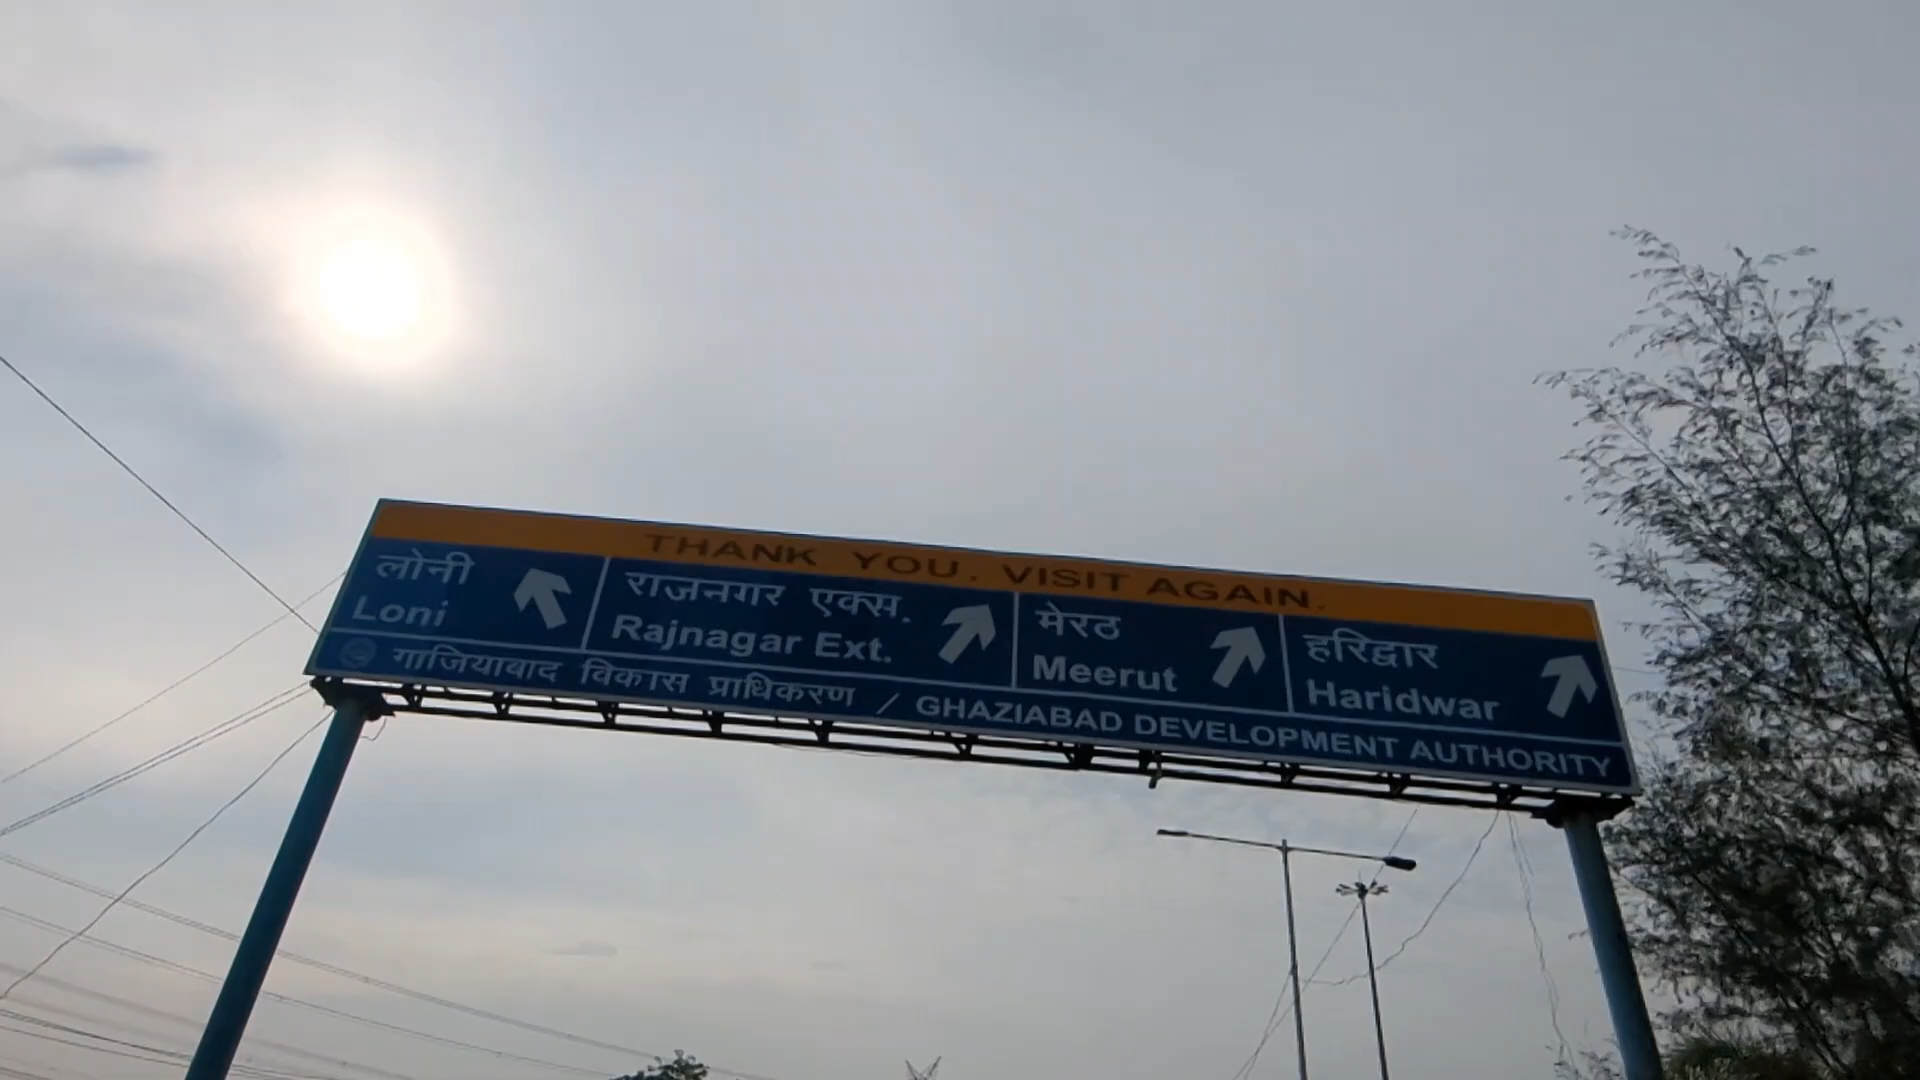 THANK YOU. VISIT AGAIN.
लोनी
Loni
राजनगर एक्स.
Rajnagar Ext.
मेरठ
Meerut
हरिद्वार
Haridwar
गाजियाबाद विकास प्राधिकरण / GHAZIABAD DEVELOPMENT AUTHORITY